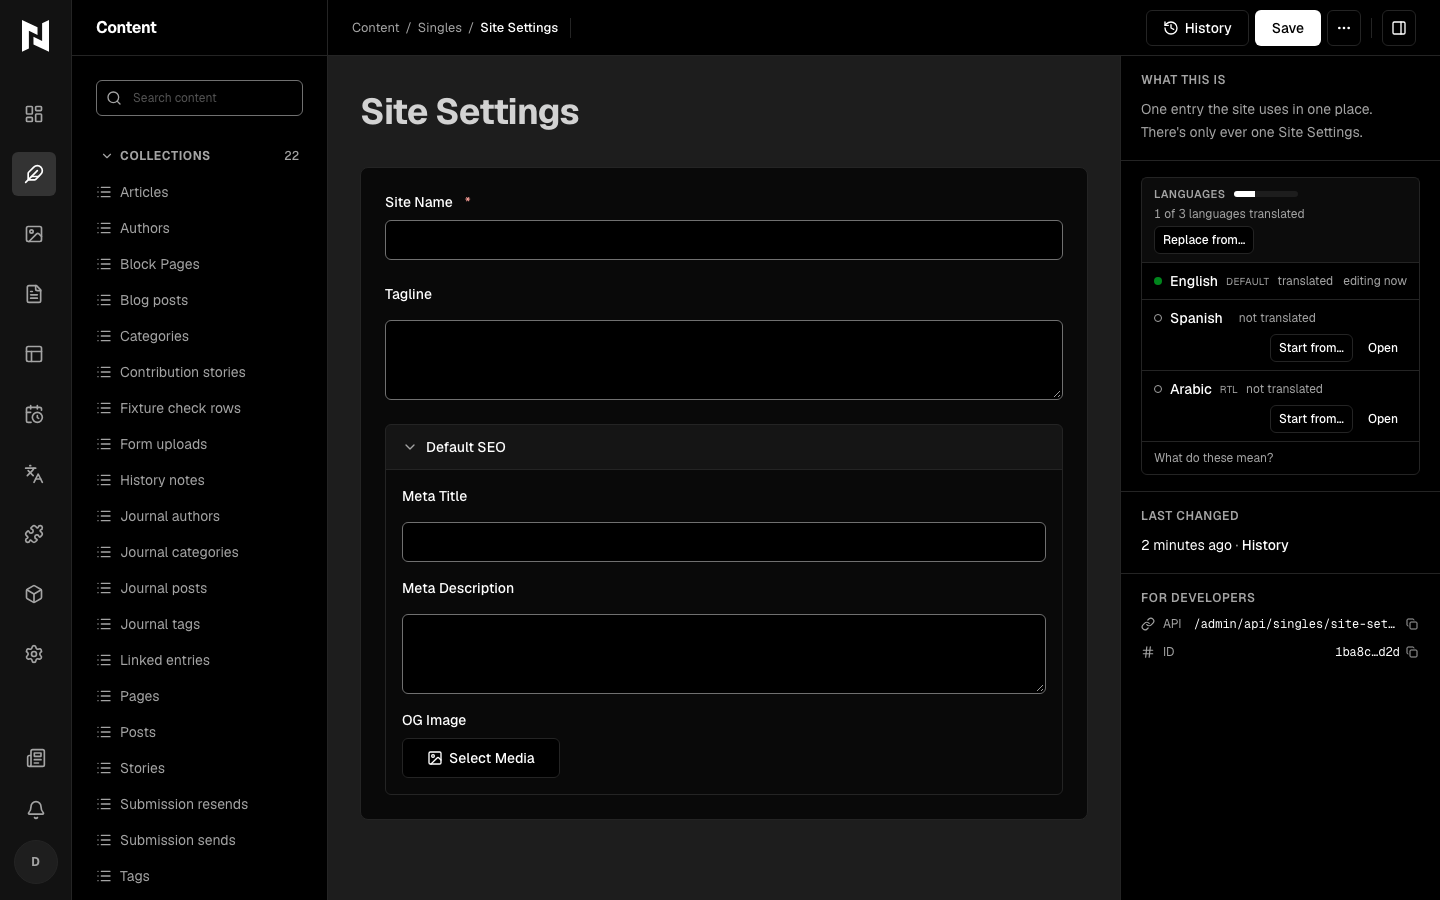 Content
Content / Singles / Site Settings
History
Save
Search content
COLLECTIONS 22
Articles
Authors
Block Pages
Blog posts
Categories
Contribution stories
Fixture check rows
Form uploads
History notes
Journal authors
Journal categories
Journal posts
Journal tags
Linked entries
Pages
Posts
Stories
Submission resends
Submission sends
Tags
D
Site Settings
Site Name *
Tagline
Default SEO
Meta Title
Meta Description
OG Image
Select Media
WHAT THIS IS
One entry the site uses in one place.
There's only ever one Site Settings.
LANGUAGES
1 of 3 languages translated
Replace from…
English DEFAULT translated editing now
Spanish not translated
Start from… Open
Arabic RTL not translated
Start from… Open
What do these mean?
LAST CHANGED
2 minutes ago · History
FOR DEVELOPERS
API /admin/api/singles/site-set…
ID 1ba8c…d2d